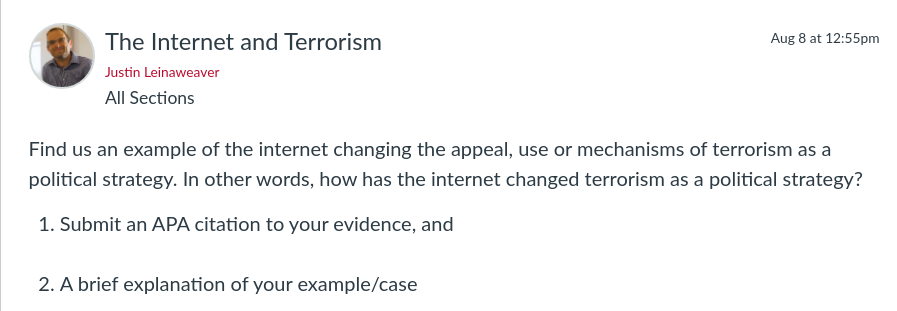 The Internet and Terrorism
Aug 8 at 12:55pm
Justin Leinaweaver
All Sections
Find us an example of the internet changing the appeal, use or mechanisms of terrorism as a
political strategy. In other words, how has the internet changed terrorism as a political strategy?
1. Submit an APA citation to your evidence, and
2. A brief explanation of your example/case